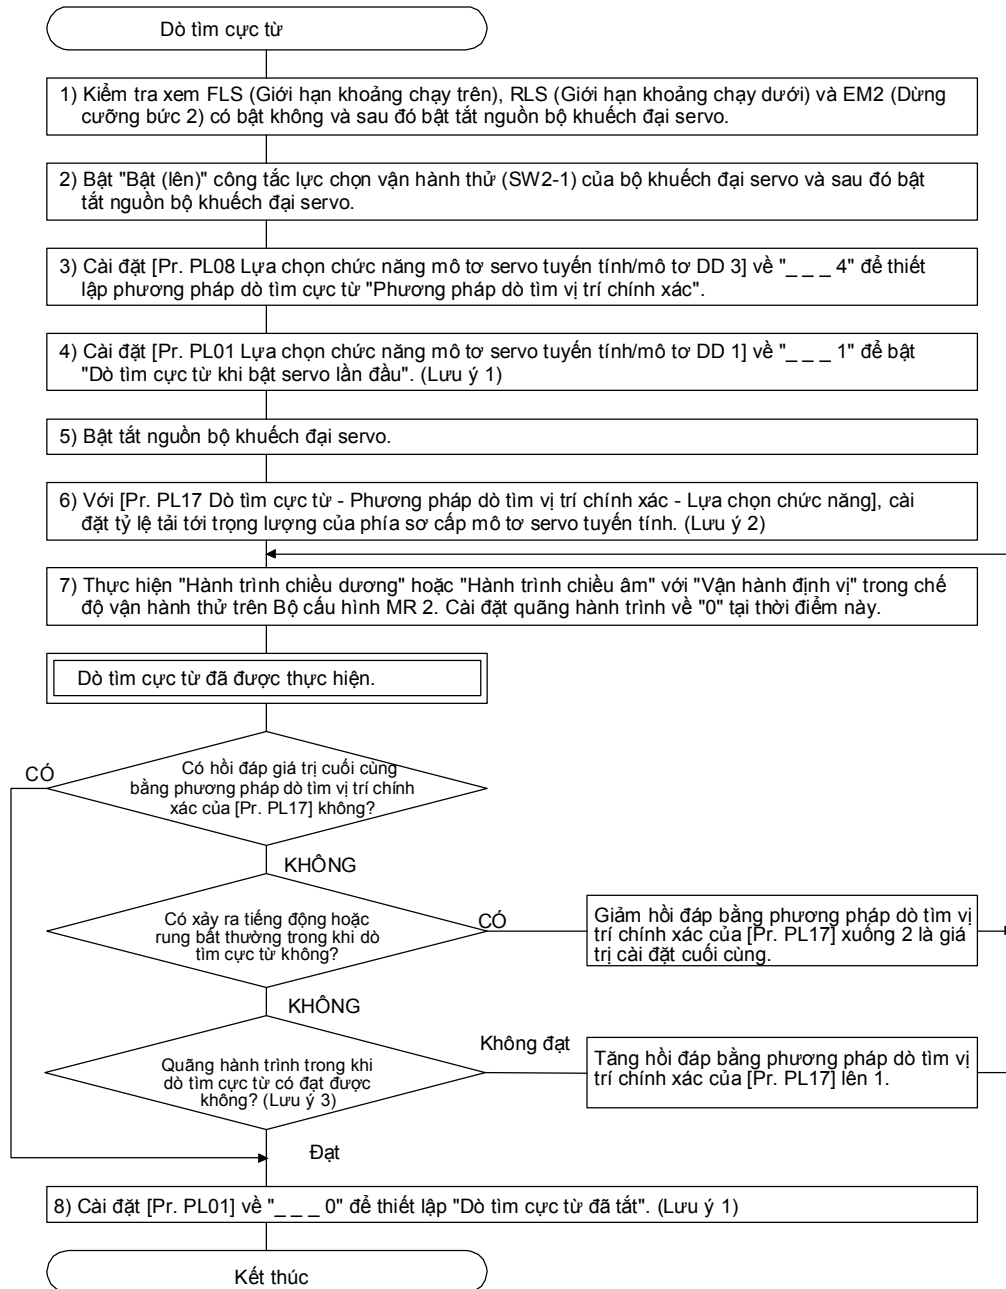 Dò tìm cực từ
1) Kiểm tra xem FLS (Giới hạn khoảng chạy trên), RLS (Giới hạn khoảng chạy dưới) và EM2 (Dừng
cưỡng bức 2) có bật không và sau đó bật tắt nguồn bộ khuếch đại servo.
2) Bật "Bật (lên)" công tắc lực chọn vận hành thử (SW2-1) của bộ khuếch đại servo và sau đó bật
tắt nguồn bộ khuếch đại servo.
3) Cài đặt [Pr. PL08 Lựa chọn chức năng mô tơ servo tuyến tính/mô tơ DD 3] về "_ _ _ 4" để thiết
lập phương pháp dò tìm cực từ "Phương pháp dò tìm vị trí chính xác".
4) Cài đặt [Pr. PL01 Lựa chọn chức năng mô tơ servo tuyến tính/mô tơ DD 1] về "_ _ _ 1" để bật
"Dò tìm cực từ khi bật servo lần đầu". (Lưu ý 1)
5) Bật tắt nguồn bộ khuếch đại servo.
6) Với [Pr. PL17 Dò tìm cực từ - Phương pháp dò tìm vị trí chính xác - Lựa chọn chức năng], cài
đặt tỷ lệ tải tới trọng lượng của phía sơ cấp mô tơ servo tuyến tính. (Lưu ý 2)
7) Thực hiện "Hành trình chiều dương" hoặc "Hành trình chiều âm" với "Vận hành định vị" trong chế
độ vận hành thử trên Bộ cấu hình MR 2. Cài đặt quãng hành trình về "0" tại thời điểm này.
Dò tìm cực từ đã được thực hiện.
CÓ
Có hồi đáp giá trị cuối cùng
bằng phương pháp dò tìm vị trí chính
xác của [Pr. PL17] không?
KHÔNG
Có xảy ra tiếng động hoặc
rung bất thường trong khi dò
tìm cực từ không?
CÓ
Giảm hồi đáp bằng phương pháp dò tìm vị
trí chính xác của [Pr. PL17] xuống 2 là giá
trị cài đặt cuối cùng.
KHÔNG
Quãng hành trình trong khi
dò tìm cực từ có đạt được
không? (Lưu ý 3)
Không đạt
Tăng hồi đáp bằng phương pháp dò tìm vị
trí chính xác của [Pr. PL17] lên 1.
Đạt
8) Cài đặt [Pr. PL01] về "_ _ _ 0" để thiết lập "Dò tìm cực từ đã tắt". (Lưu ý 1)
Kết thúc